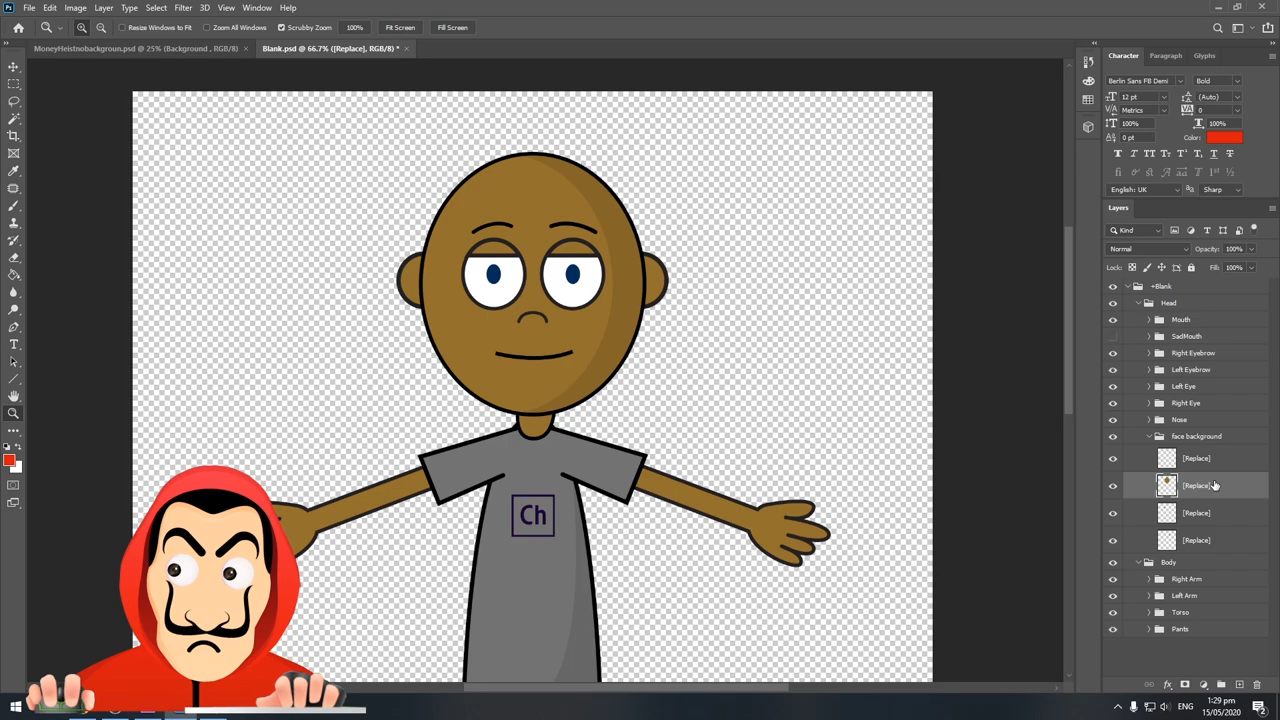 Ps File Edit Image Layer Type Select Filter 3D View Window Help
Resize Windows to Fit Zoom All Windows Scrubby Zoom 100% Fit Screen Fill Screen
MoneyHeistnobackgroun.psd @ 25% (Background , RGB/8) × Blank.psd @ 66.7% ([Replace], RGB/8) * ×
Character Paragraph Glyphs
Berlin Sans FB Demi Bold
12 pt (Auto)
Metrics 0
100% 100%
0 pt Color:
English: UK Sharp
Layers
Kind
Normal Opacity: 100%
Lock: Fill: 100%
+Blank
Head
Mouth
SadMouth
Right Eyebrow
Left Eyebrow
Left Eye
Right Eye
Nose
face background
[Replace]
[Replace]
[Replace]
[Replace]
Body
Right Arm
Left Arm
Torso
Pants
Ch
ENG 1:29 pm
15/05/2020